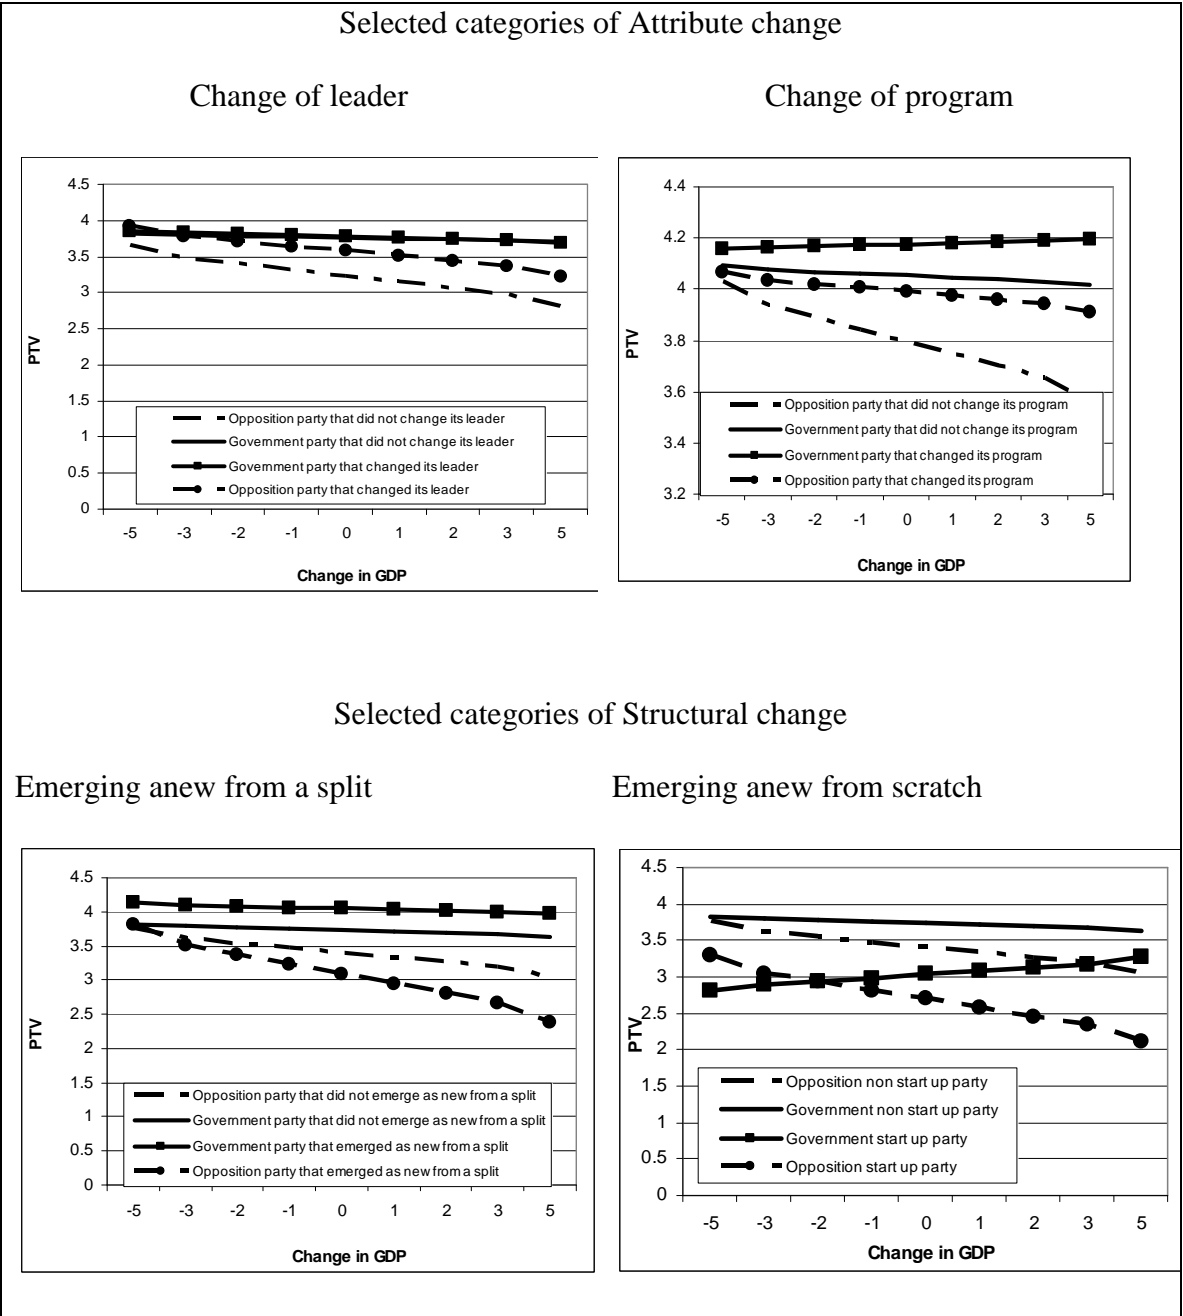 Selected categories of Attribute change
Change of leader
Change of program
4.5
4
3.5
3
2.5
2
1.5
1
0.5
0
PTV
Opposition party that did not change its leader
Government party that did not change its leader
Government party that changed its leader
Opposition party that changed its leader
-5 -3 -2 -1 0 1 2 3 5
Change in GDP
4.4
4.2
4
3.8
3.6
3.4
3.2
PTV
Opposition party that did not change its program
Government party that did not change its program
Government party that changed its program
Opposition party that changed its program
-5 -3 -2 -1 0 1 2 3 5
Change in GDP
Selected categories of Structural change
Emerging anew from a split
Emerging anew from scratch
4.5
4
3.5
3
2.5
2
1.5
1
0.5
0
PTV
Opposition party that did not emerge as new from a split
Government party that did not emerge as new from a split
Government party that emerged as new from a split
Opposition party that emerged as new from a split
-5 -3 -2 -1 0 1 2 3 5
Change in GDP
4.5
4
3.5
3
2.5
2
1.5
1
0.5
0
PTV
Opposition non start up party
Government non start up party
Government start up party
Opposition start up party
-5 -3 -2 -1 0 1 2 3 5
Change in GDP